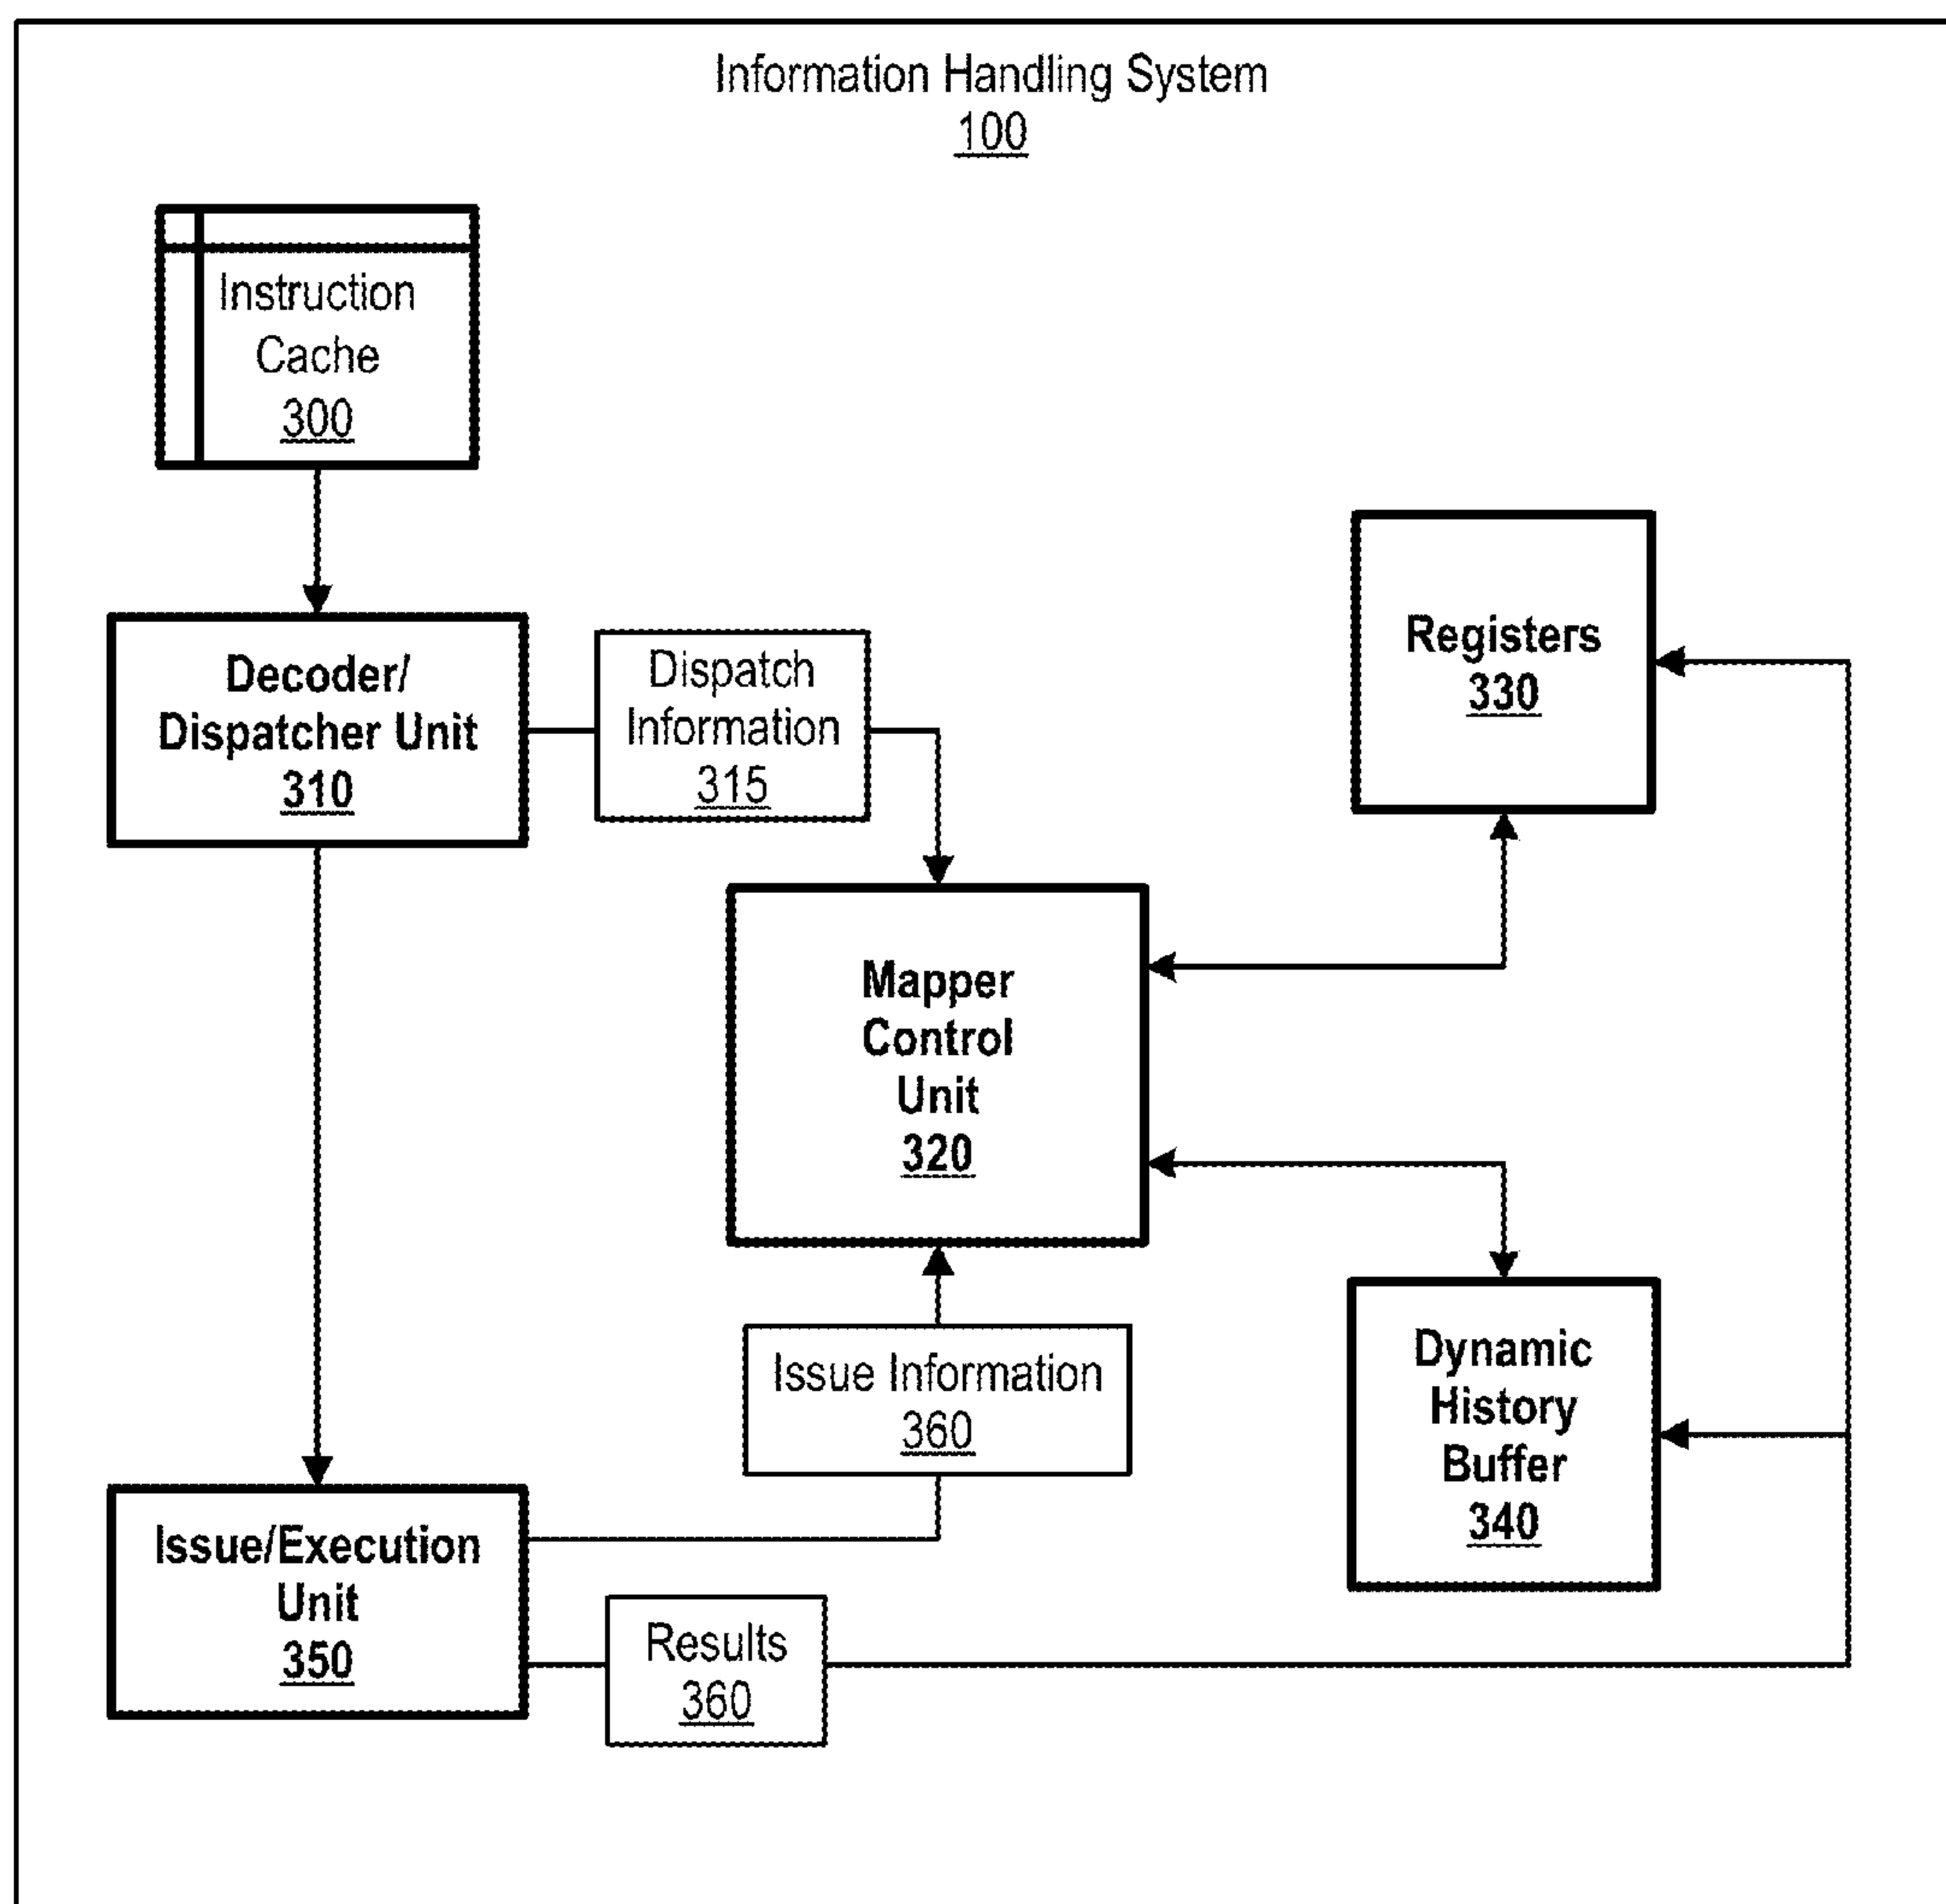 Information Handling System
100
Instruction
Cache
300
Decoder/
Dispatcher Unit
310
Dispatch
Information
315
Registers
330
Mapper
Control
Unit
320
Issue Information
360
Dynamic
History
Buffer
340
Issue/Execution
Unit
350
Results
360